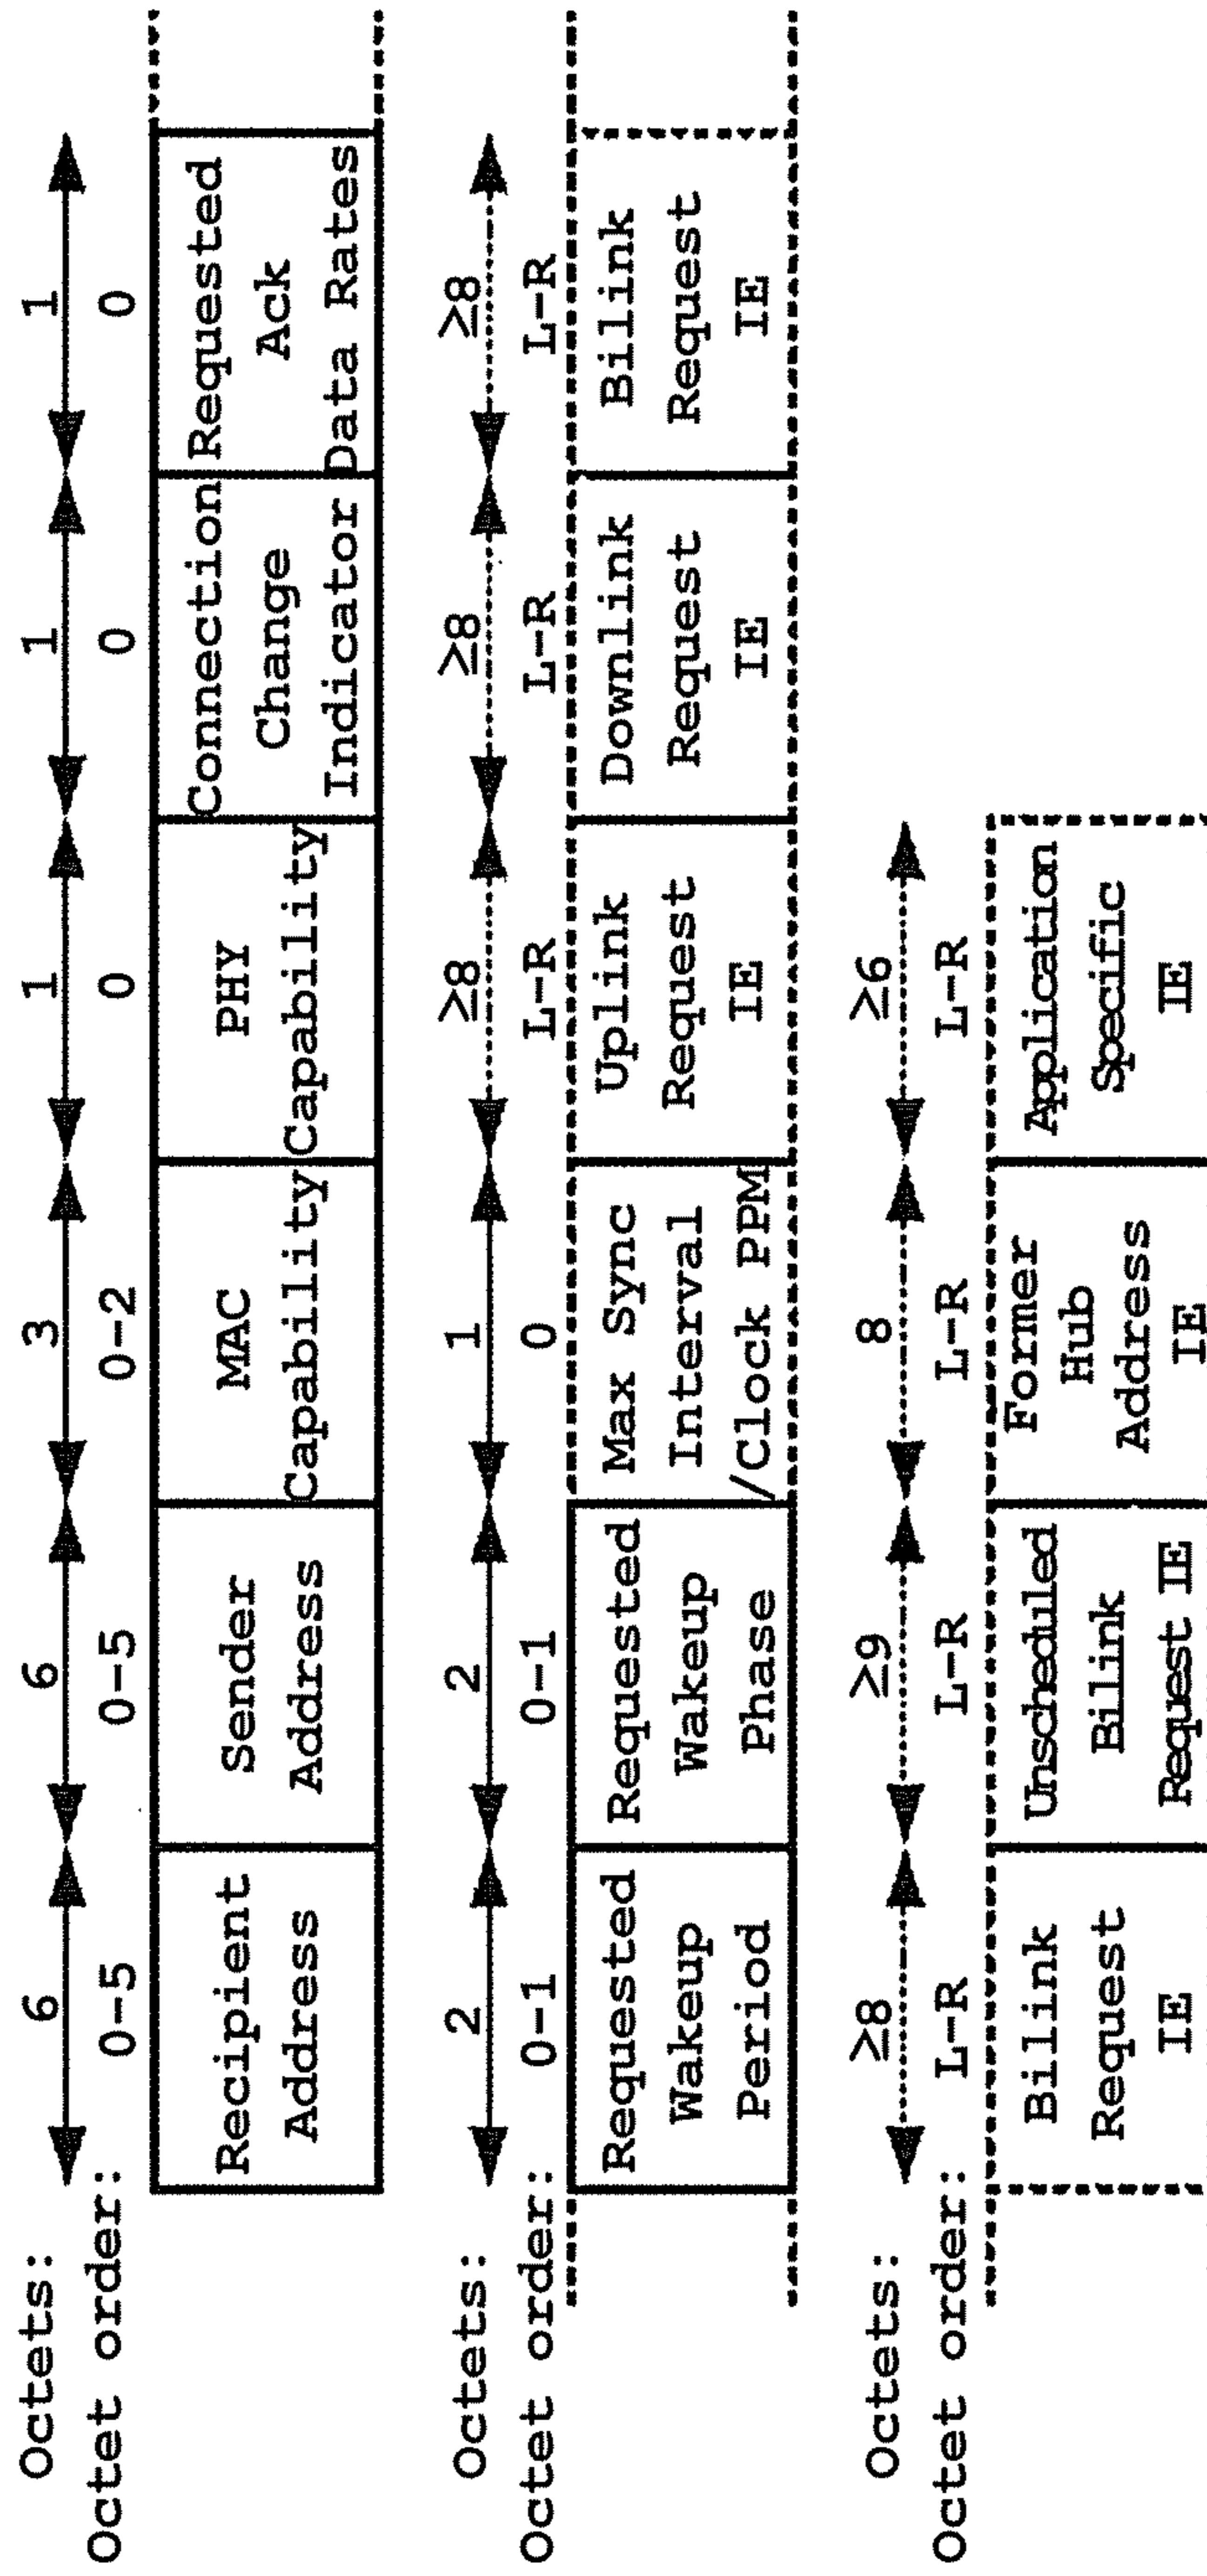 Octets: 6 6 3 1 1 1
Octet order: 0-5 0-5 0-2 0 0 0
Recipient
Address
Sender
Address
MAC
Capability
PHY
Capability
Connection
Change
Indicator
Requested
Ack
Data Rates
Octets: 2 2 1 ≥8 ≥8 ≥8
Octet order: 0-1 0-1 0 L-R L-R L-R
Requested
Wakeup
Period
Requested
Wakeup
Phase
Max Sync
Interval
/Clock PPM
Uplink
Request
IE
Downlink
Request
IE
Bilink
Request
IE
Octets: ≥8 ≥9 8 ≥6
Octet order: L-R L-R L-R L-R
Bilink
Request
IE
Unscheduled
Bilink
Request IE
Former
Hub
Address
IE
Application
Specific
IE